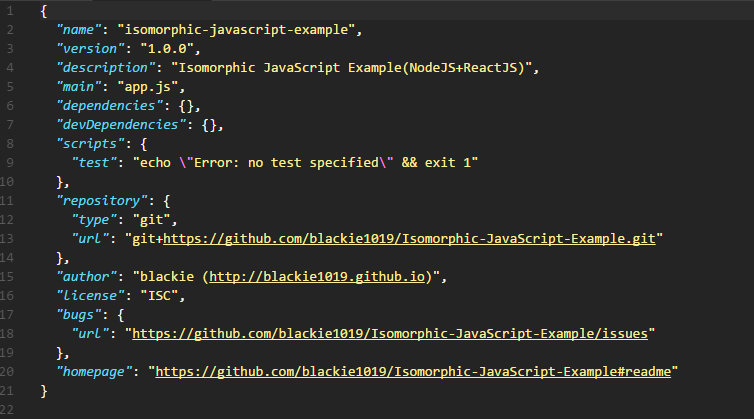 1 {
2 "name": "isomorphic-javascript-example",
3 "version": "1.0.0",
4 "description": "Isomorphic JavaScript Example(NodeJS+ReactJS)",
5 "main": "app.js",
6 "dependencies": {},
7 "devDependencies": {},
8 "scripts": {
9 "test": "echo \"Error: no test specified\" && exit 1"
10 },
11 "repository": {
12 "type": "git",
13 "url": "git+https://github.com/blackie1019/Isomorphic-JavaScript-Example.git"
14 },
15 "author": "blackie (http://blackie1019.github.io)",
16 "license": "ISC",
17 "bugs": {
18 "url": "https://github.com/blackie1019/Isomorphic-JavaScript-Example/issues"
19 },
20 "homepage": "https://github.com/blackie1019/Isomorphic-JavaScript-Example#readme"
21 }
22